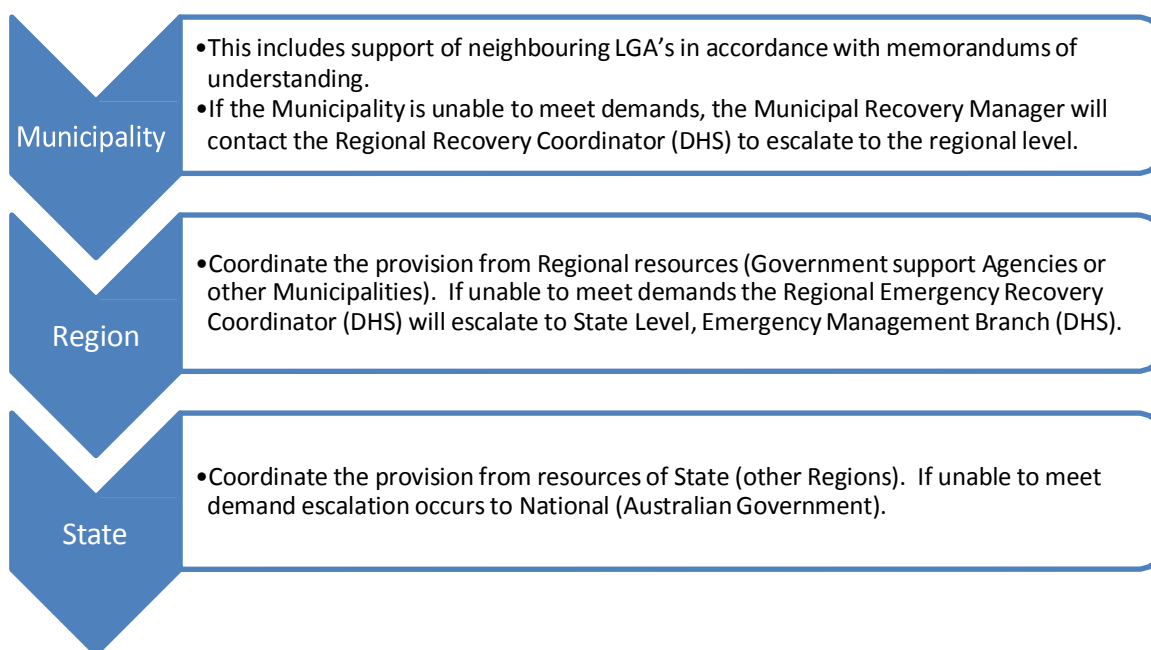 Municipality
•This includes support of neighbouring LGA’s in accordance with memorandums of
understanding.
•If the Municipality is unable to meet demands, the Municipal Recovery Manager will
contact the Regional Recovery Coordinator (DHS) to escalate to the regional level.
Region
•Coordinate the provision from Regional resources (Government support Agencies or
other Municipalities).  If unable to meet demands the Regional Emergency Recovery
Coordinator (DHS) will escalate to State Level, Emergency Management Branch (DHS).
State
•Coordinate the provision from resources of State (other Regions).  If unable to meet
demand escalation occurs to National (Australian Government).